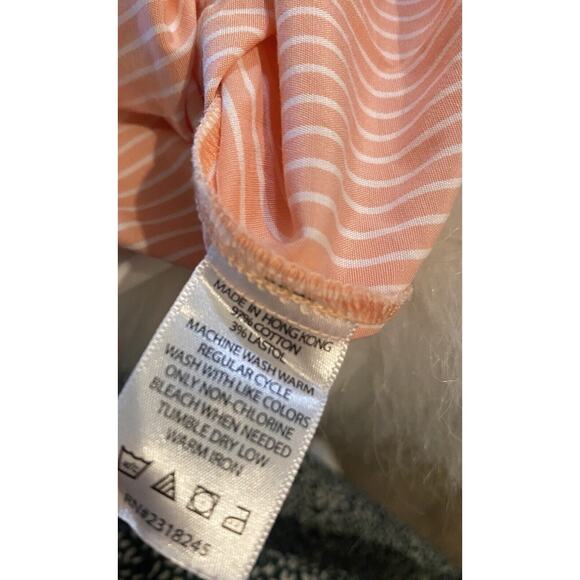 MADE IN HONG KONG
97% COTTON
3% LASTOL
MACHINE WASH WARM
REGULAR CYCLE
WASH WITH LIKE COLORS
ONLY NON-CHLORINE
BLEACH WHEN NEEDED
TUMBLE DRY LOW
WARM IRON
RN#2318245